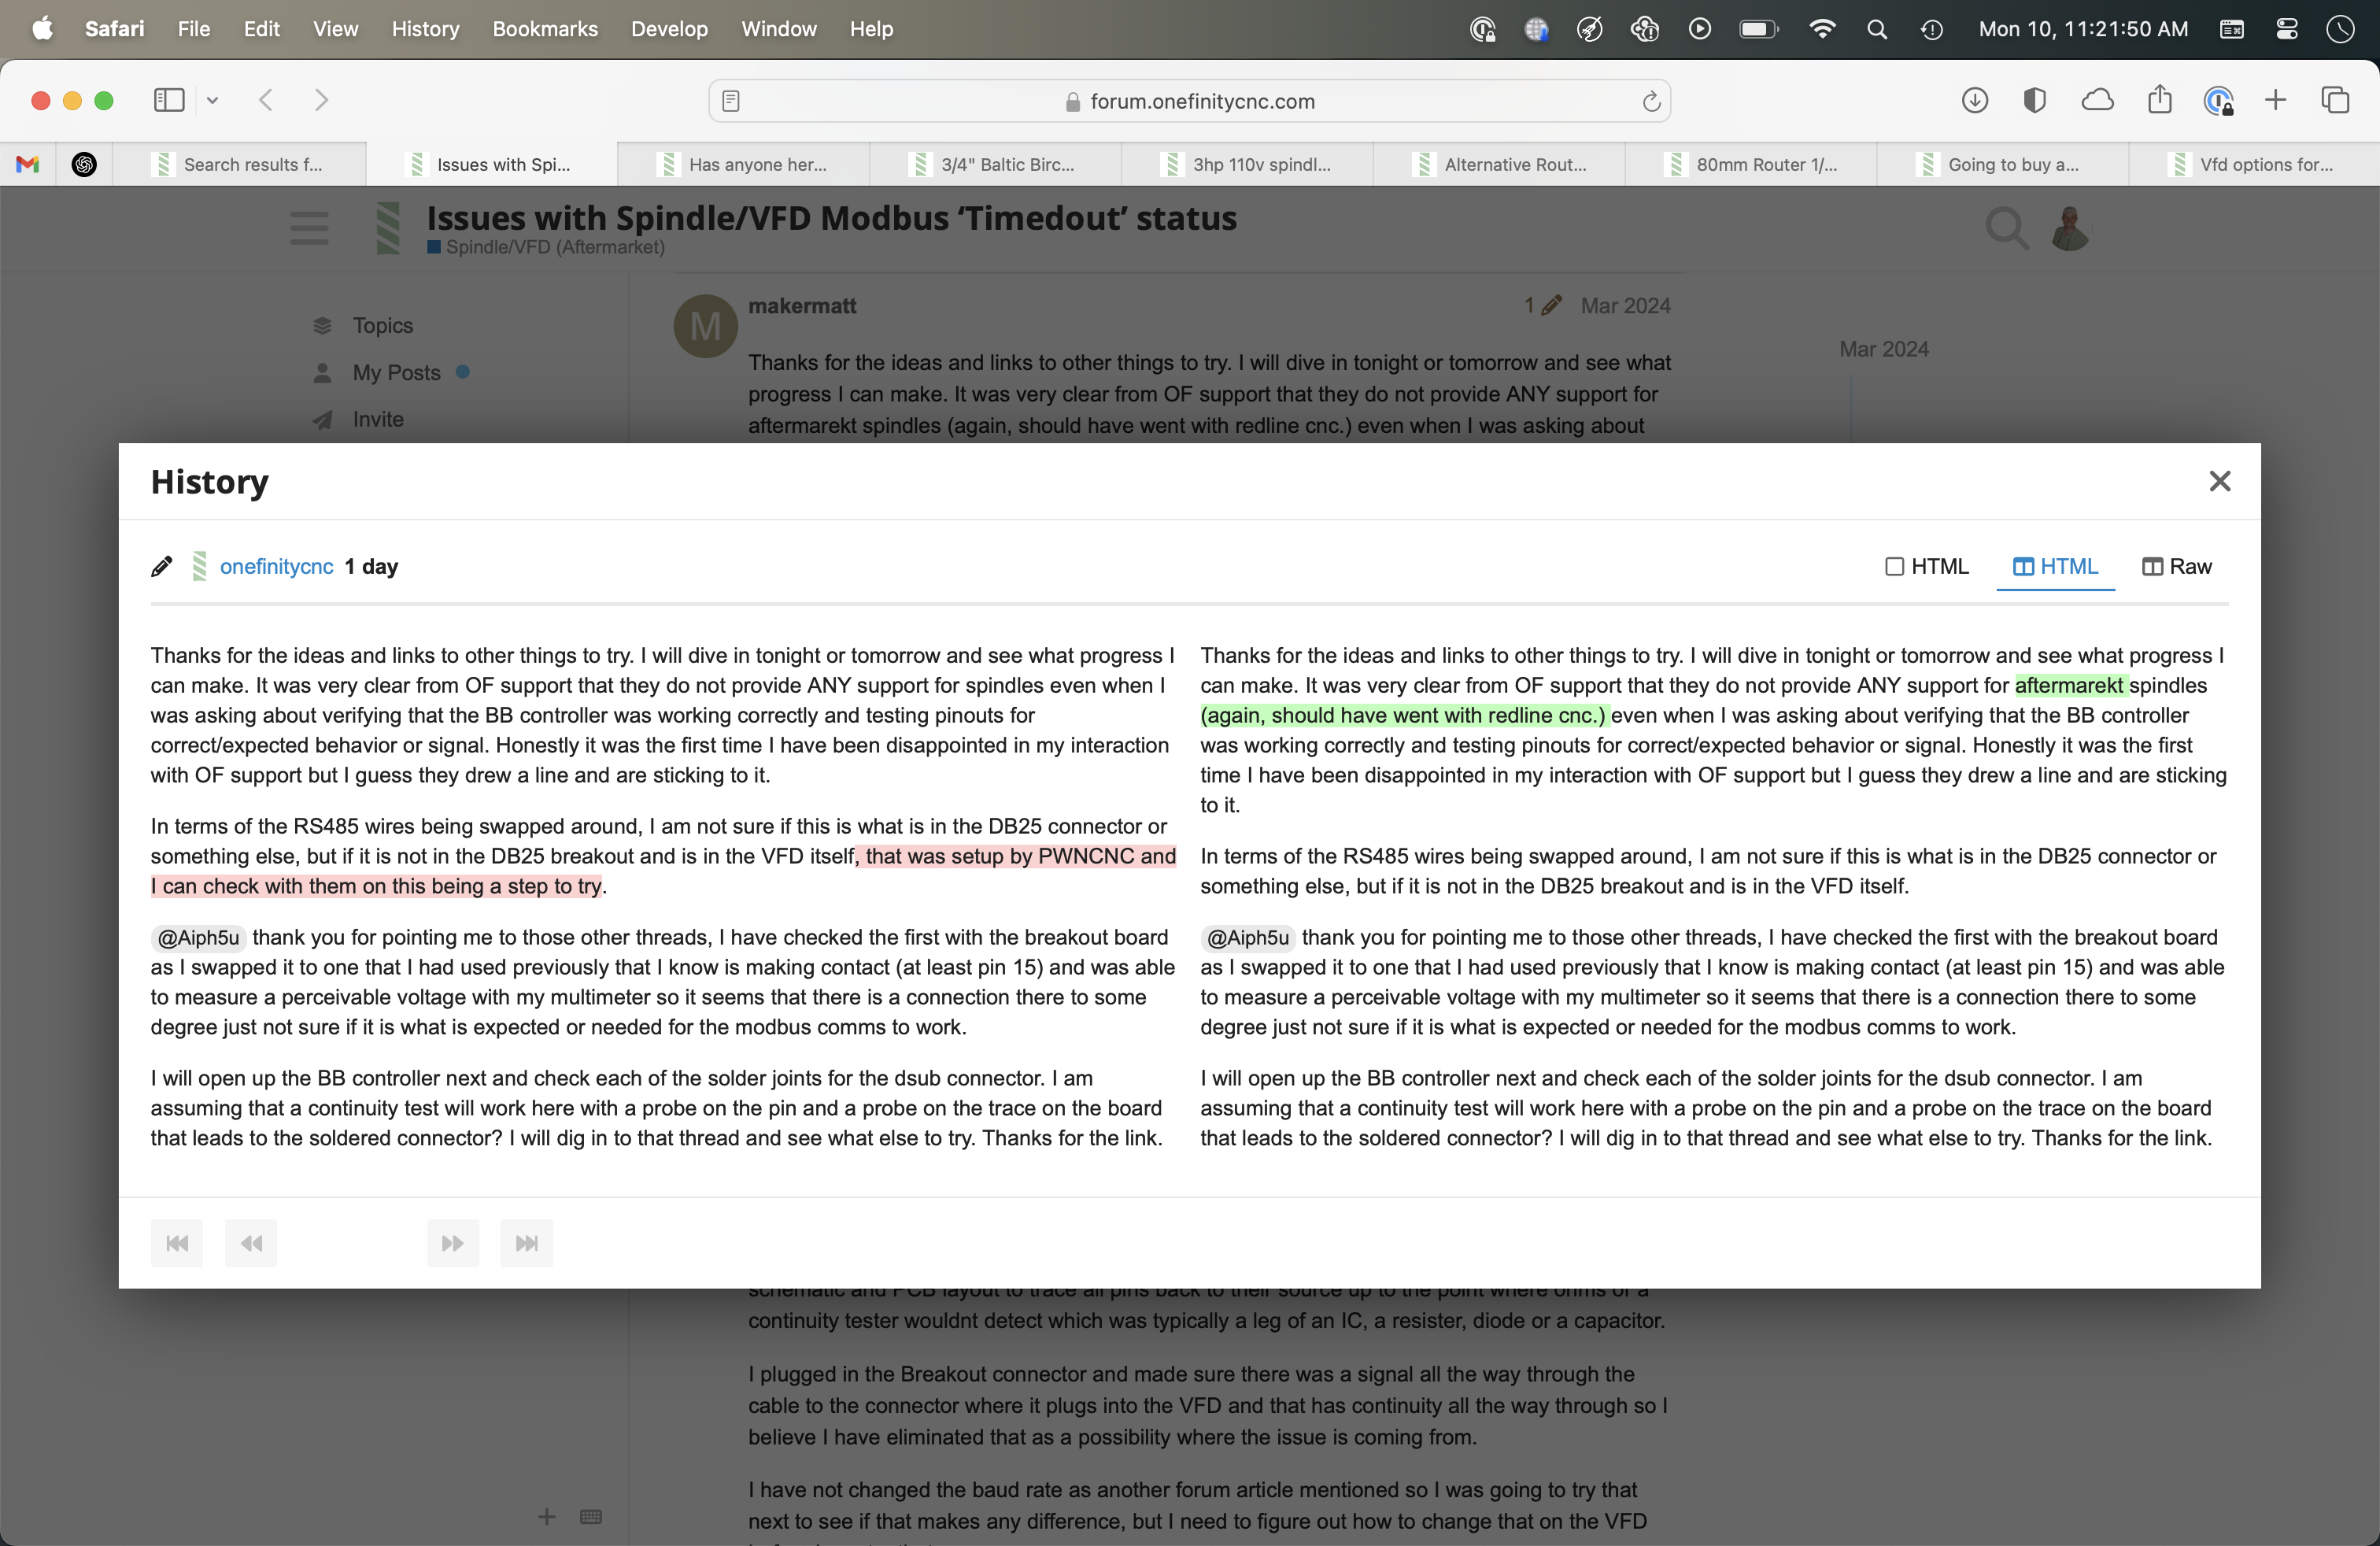 Safari File Edit View History Bookmarks Develop Window Help Mon 10, 11:21:50 AM
forum.onefinitycnc.com
Search results f... Issues with Spi... Has anyone her... 3/4" Baltic Birc... 3hp 110v spindl... Alternative Rout... 80mm Router 1/... Going to buy a... Vfd options for...
Issues with Spindle/VFD Modbus ‘Timedout’ status
Spindle/VFD (Aftermarket)
Topics
My Posts
Invite
M
makermatt 1 Mar 2024
Thanks for the ideas and links to other things to try. I will dive in tonight or tomorrow and see what
progress I can make. It was very clear from OF support that they do not provide ANY support for
aftermarekt spindles (again, should have went with redline cnc.) even when I was asking about
Mar 2024
History
onefinitycnc 1 day
HTML HTML Raw
Thanks for the ideas and links to other things to try. I will dive in tonight or tomorrow and see what progress I
can make. It was very clear from OF support that they do not provide ANY support for spindles even when I
was asking about verifying that the BB controller was working correctly and testing pinouts for
correct/expected behavior or signal. Honestly it was the first time I have been disappointed in my interaction
with OF support but I guess they drew a line and are sticking to it.
In terms of the RS485 wires being swapped around, I am not sure if this is what is in the DB25 connector or
something else, but if it is not in the DB25 breakout and is in the VFD itself, that was setup by PWNCNC and
I can check with them on this being a step to try.
@Aiph5u thank you for pointing me to those other threads, I have checked the first with the breakout board
as I swapped it to one that I had used previously that I know is making contact (at least pin 15) and was able
to measure a perceivable voltage with my multimeter so it seems that there is a connection there to some
degree just not sure if it is what is expected or needed for the modbus comms to work.
I will open up the BB controller next and check each of the solder joints for the dsub connector. I am
assuming that a continuity test will work here with a probe on the pin and a probe on the trace on the board
that leads to the soldered connector? I will dig in to that thread and see what else to try. Thanks for the link.
Thanks for the ideas and links to other things to try. I will dive in tonight or tomorrow and see what progress I
can make. It was very clear from OF support that they do not provide ANY support for aftermarekt spindles
(again, should have went with redline cnc.) even when I was asking about verifying that the BB controller
was working correctly and testing pinouts for correct/expected behavior or signal. Honestly it was the first
time I have been disappointed in my interaction with OF support but I guess they drew a line and are sticking
to it.
In terms of the RS485 wires being swapped around, I am not sure if this is what is in the DB25 connector or
something else, but if it is not in the DB25 breakout and is in the VFD itself.
@Aiph5u thank you for pointing me to those other threads, I have checked the first with the breakout board
as I swapped it to one that I had used previously that I know is making contact (at least pin 15) and was able
to measure a perceivable voltage with my multimeter so it seems that there is a connection there to some
degree just not sure if it is what is expected or needed for the modbus comms to work.
I will open up the BB controller next and check each of the solder joints for the dsub connector. I am
assuming that a continuity test will work here with a probe on the pin and a probe on the trace on the board
that leads to the soldered connector? I will dig in to that thread and see what else to try. Thanks for the link.
schematic and PCB layout to trace all pins back to their source up to the point where ohms or a
continuity tester wouldnt detect which was typically a leg of an IC, a resister, diode or a capacitor.
I plugged in the Breakout connector and made sure there was a signal all the way through the
cable to the connector where it plugs into the VFD and that has continuity all the way through so I
believe I have eliminated that as a possibility where the issue is coming from.
I have not changed the baud rate as another forum article mentioned so I was going to try that
next to see if that makes any difference, but I need to figure out how to change that on the VFD